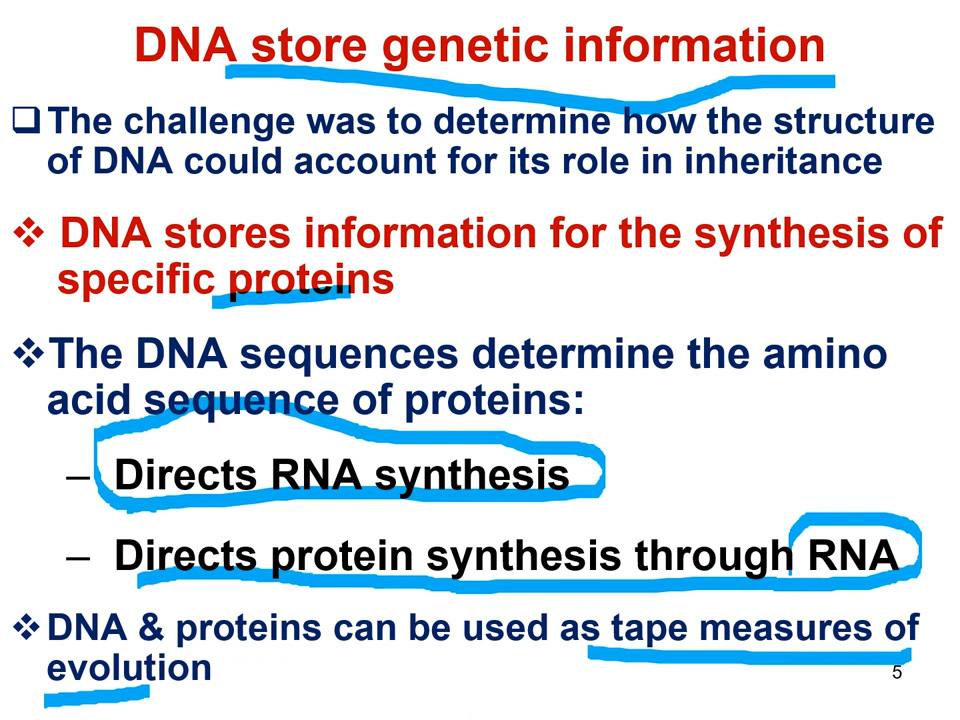 DNA store genetic information
❑ The challenge was to determine how the structure
of DNA could account for its role in inheritance
❖ DNA stores information for the synthesis of
specific proteins
❖ The DNA sequences determine the amino
acid sequence of proteins:
– Directs RNA synthesis
– Directs protein synthesis through RNA
❖ DNA & proteins can be used as tape measures of
evolution
5